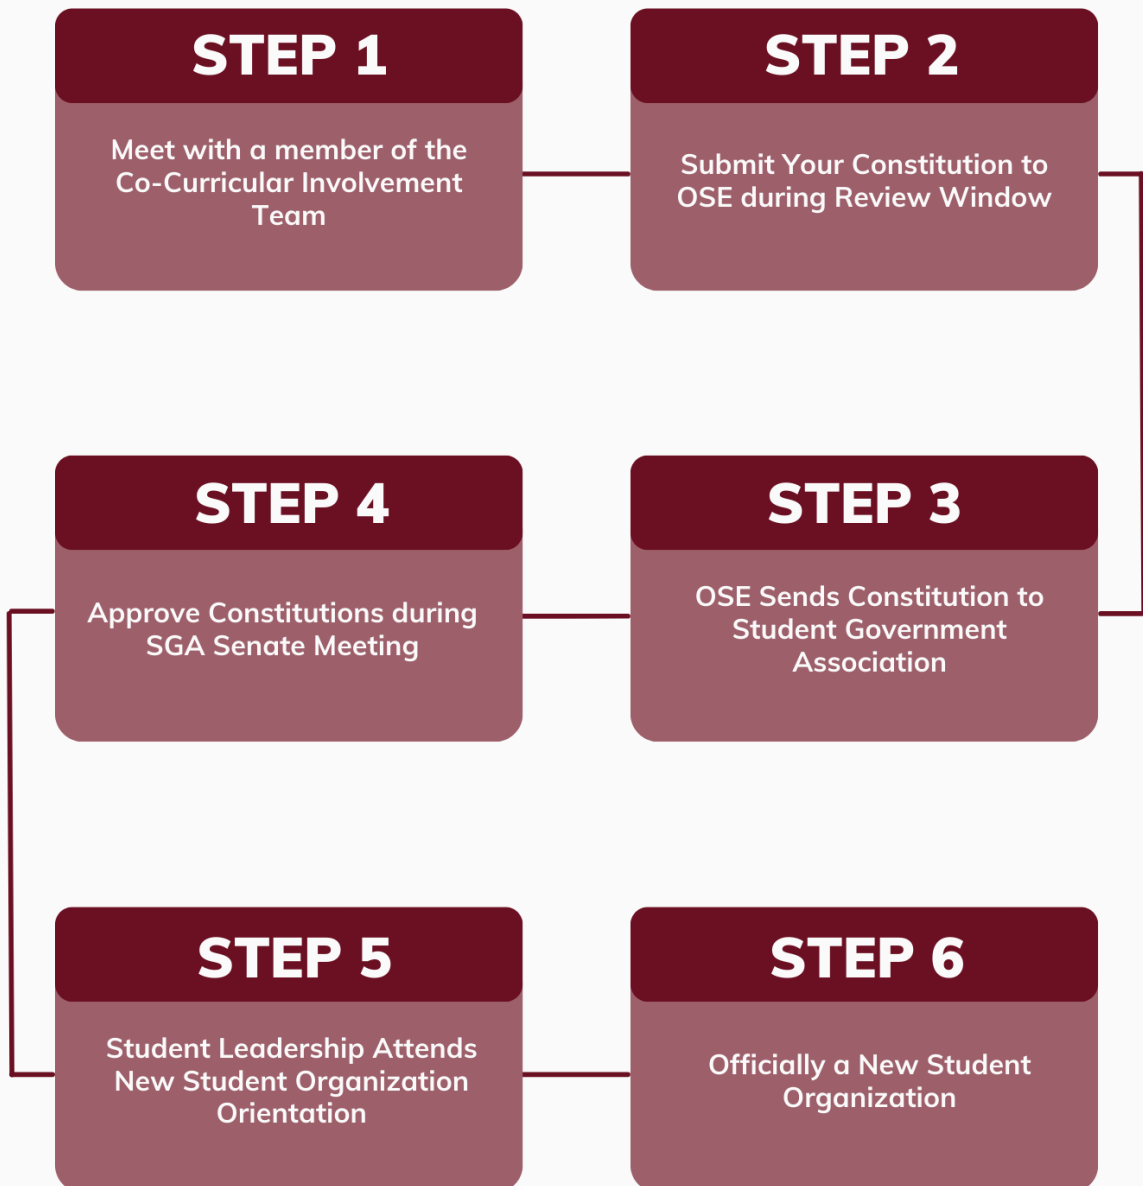 STEP 1
Meet with a member of the
Co-Curricular Involvement
Team
STEP 2
Submit Your Constitution to
OSE during Review Window
STEP 3
OSE Sends Constitution to
Student Government
Association
STEP 4
Approve Constitutions during
SGA Senate Meeting
STEP 5
Student Leadership Attends
New Student Organization
Orientation
STEP 6
Officially a New Student
Organization